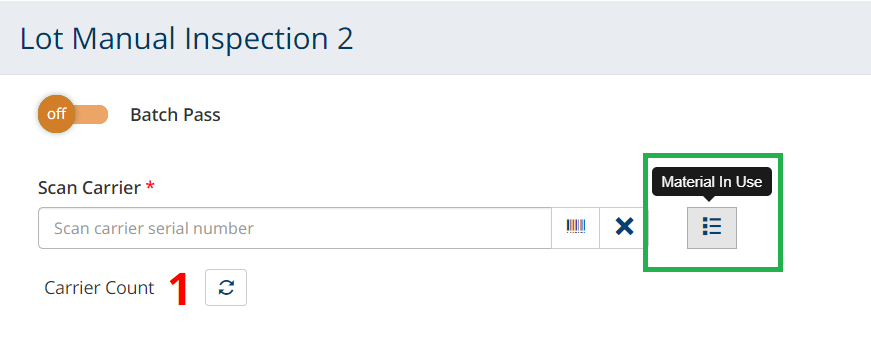 Lot Manual Inspection 2
off Batch Pass
Material In Use
Scan Carrier *
Scan carrier serial number
Carrier Count 1